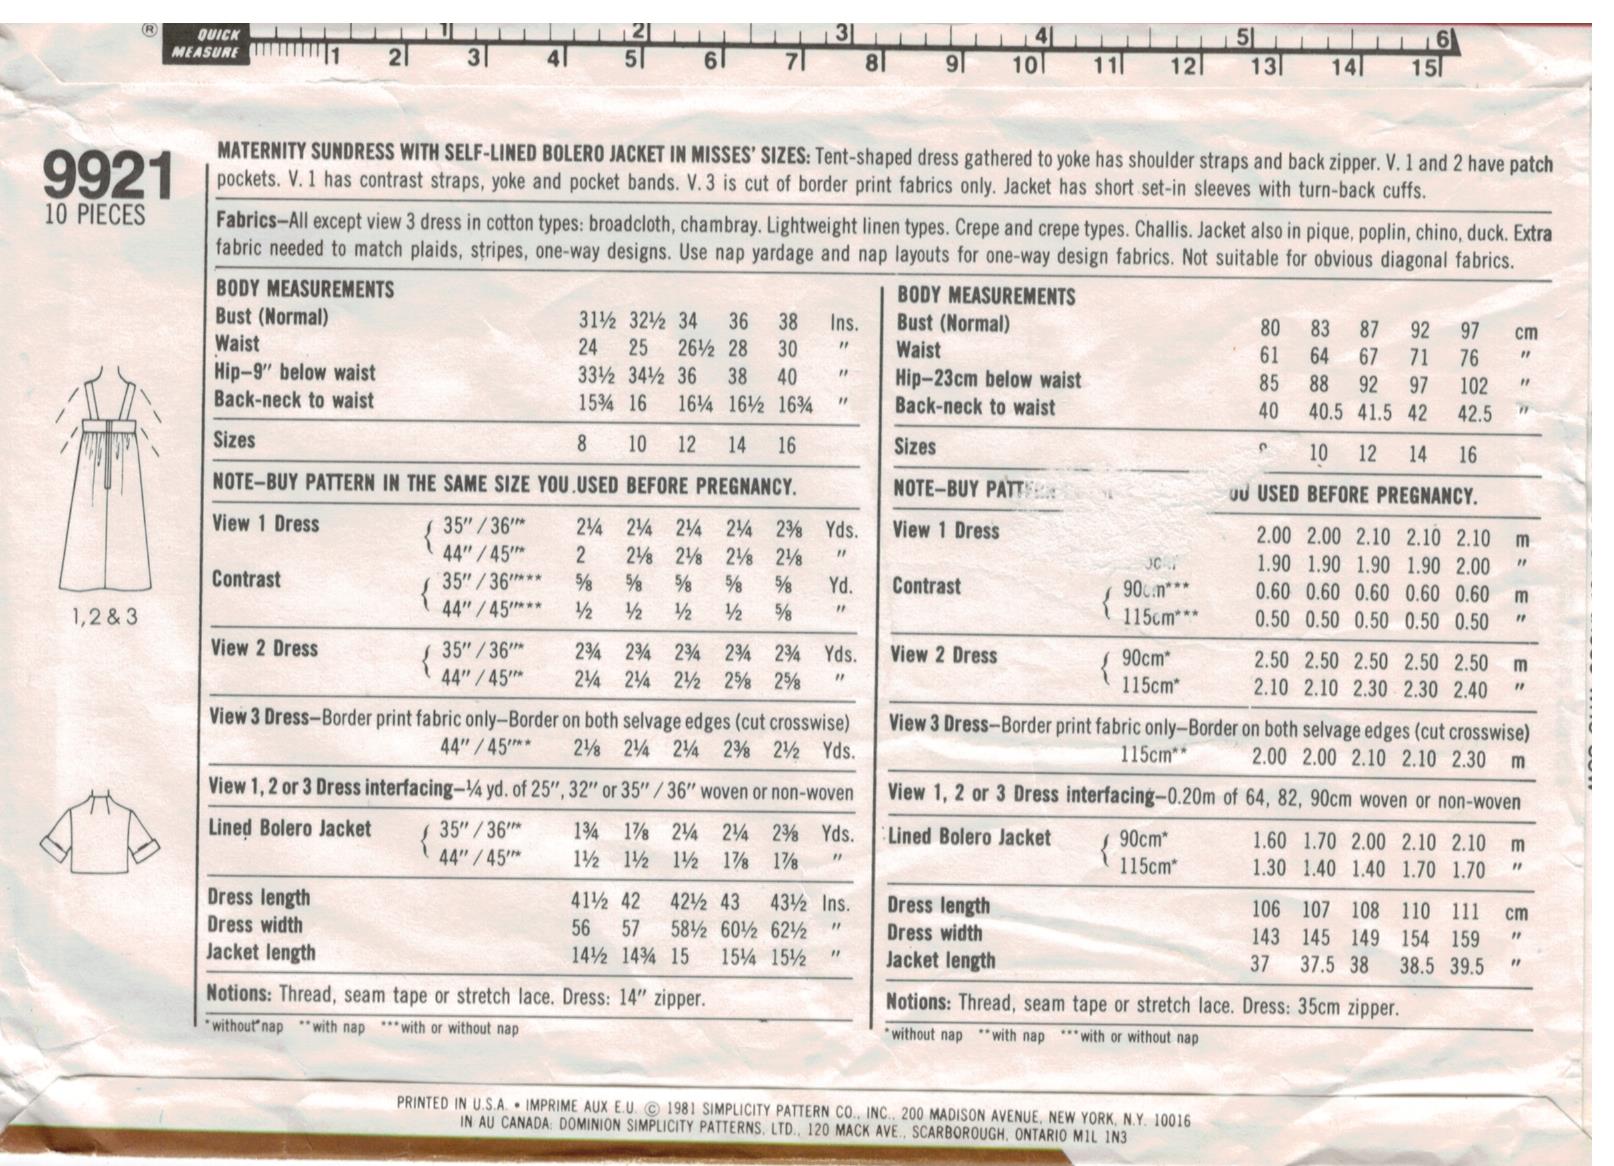 ®
QUICK
MEASURE
1 2 3 4 5 6
1 2 3 4 5 6 7 8 9 10 11 12 13 14 15
9921
10 PIECES
MATERNITY SUNDRESS WITH SELF-LINED BOLERO JACKET IN MISSES' SIZES: Tent-shaped dress gathered to yoke has shoulder straps and back zipper. V. 1 and 2 have patch
pockets. V. 1 has contrast straps, yoke and pocket bands. V. 3 is cut of border print fabrics only. Jacket has short set-in sleeves with turn-back cuffs.
Fabrics—All except view 3 dress in cotton types: broadcloth, chambray. Lightweight linen types. Crepe and crepe types. Challis. Jacket also in pique, poplin, chino, duck. Extra
fabric needed to match plaids, stripes, one-way designs. Use nap yardage and nap layouts for one-way design fabrics. Not suitable for obvious diagonal fabrics.
BODY MEASUREMENTS
Bust (Normal) 31½ 32½ 34 36 38 Ins.
Waist 24 25 26½ 28 30 "
Hip—9" below waist 33½ 34½ 36 38 40 "
Back-neck to waist 15¾ 16 16¼ 16½ 16¾ "
Sizes 8 10 12 14 16
NOTE—BUY PATTERN IN THE SAME SIZE YOU USED BEFORE PREGNANCY.
View 1 Dress 35" / 36"* 2¼ 2¼ 2¼ 2¼ 2⅜ Yds.
44" / 45"* 2 2⅛ 2⅛ 2⅛ 2⅛ "
Contrast 35" / 36"*** ⅝ ⅝ ⅝ ⅝ ⅝ Yd.
44" / 45"*** ½ ½ ½ ½ ⅝ "
View 2 Dress 35" / 36"* 2¾ 2¾ 2¾ 2¾ 2¾ Yds.
44" / 45"* 2¼ 2¼ 2½ 2⅝ 2⅝ "
View 3 Dress—Border print fabric only—Border on both selvage edges (cut crosswise)
44" / 45"** 2⅛ 2¼ 2¼ 2⅜ 2½ Yds.
View 1, 2 or 3 Dress interfacing—¼ yd. of 25", 32" or 35" / 36" woven or non-woven
Lined Bolero Jacket 35" / 36"* 1¾ 1⅞ 2¼ 2¼ 2⅜ Yds.
44" / 45"* 1½ 1½ 1½ 1⅞ 1⅞ "
Dress length 41½ 42 42½ 43 43½ Ins.
Dress width 56 57 58½ 60½ 62½ "
Jacket length 14½ 14¾ 15 15¼ 15½ "
Notions: Thread, seam tape or stretch lace. Dress: 14" zipper.
*without nap **with nap ***with or without nap
BODY MEASUREMENTS
Bust (Normal) 80 83 87 92 97 cm
Waist 61 64 67 71 76 "
Hip—23cm below waist 85 88 92 97 102 "
Back-neck to waist 40 40.5 41.5 42 42.5 "
Sizes 10 12 14 16
NOTE—BUY USED BEFORE PREGNANCY.
View 1 Dress 2.00 2.00 2.10 2.10 2.10 m
1.90 1.90 1.90 1.90 2.00 "
Contrast 90cm*** 0.60 0.60 0.60 0.60 0.60 m
115cm*** 0.50 0.50 0.50 0.50 0.50 "
View 2 Dress 90cm* 2.50 2.50 2.50 2.50 2.50 m
115cm* 2.10 2.10 2.30 2.30 2.40 "
View 3 Dress—Border print fabric only—Border on both selvage edges (cut crosswise)
115cm** 2.00 2.00 2.10 2.10 2.30 m
View 1, 2 or 3 Dress interfacing—0.20m of 64, 82, 90cm woven or non-woven
Lined Bolero Jacket 90cm* 1.60 1.70 2.00 2.10 2.10 m
115cm* 1.30 1.40 1.40 1.70 1.70 "
Dress length 106 107 108 110 111 cm
Dress width 143 145 149 154 159 "
Jacket length 37 37.5 38 38.5 39.5 "
Notions: Thread, seam tape or stretch lace. Dress: 35cm zipper.
*without nap **with nap ***with or without nap
1, 2 & 3
PRINTED IN U.S.A. • IMPRIME AUX E.U. © 1981 SIMPLICITY PATTERN CO., INC., 200 MADISON AVENUE, NEW YORK, N.Y. 10016
IN AU CANADA: DOMINION SIMPLICITY PATTERNS, LTD., 120 MACK AVE., SCARBOROUGH, ONTARIO M1L 1N3